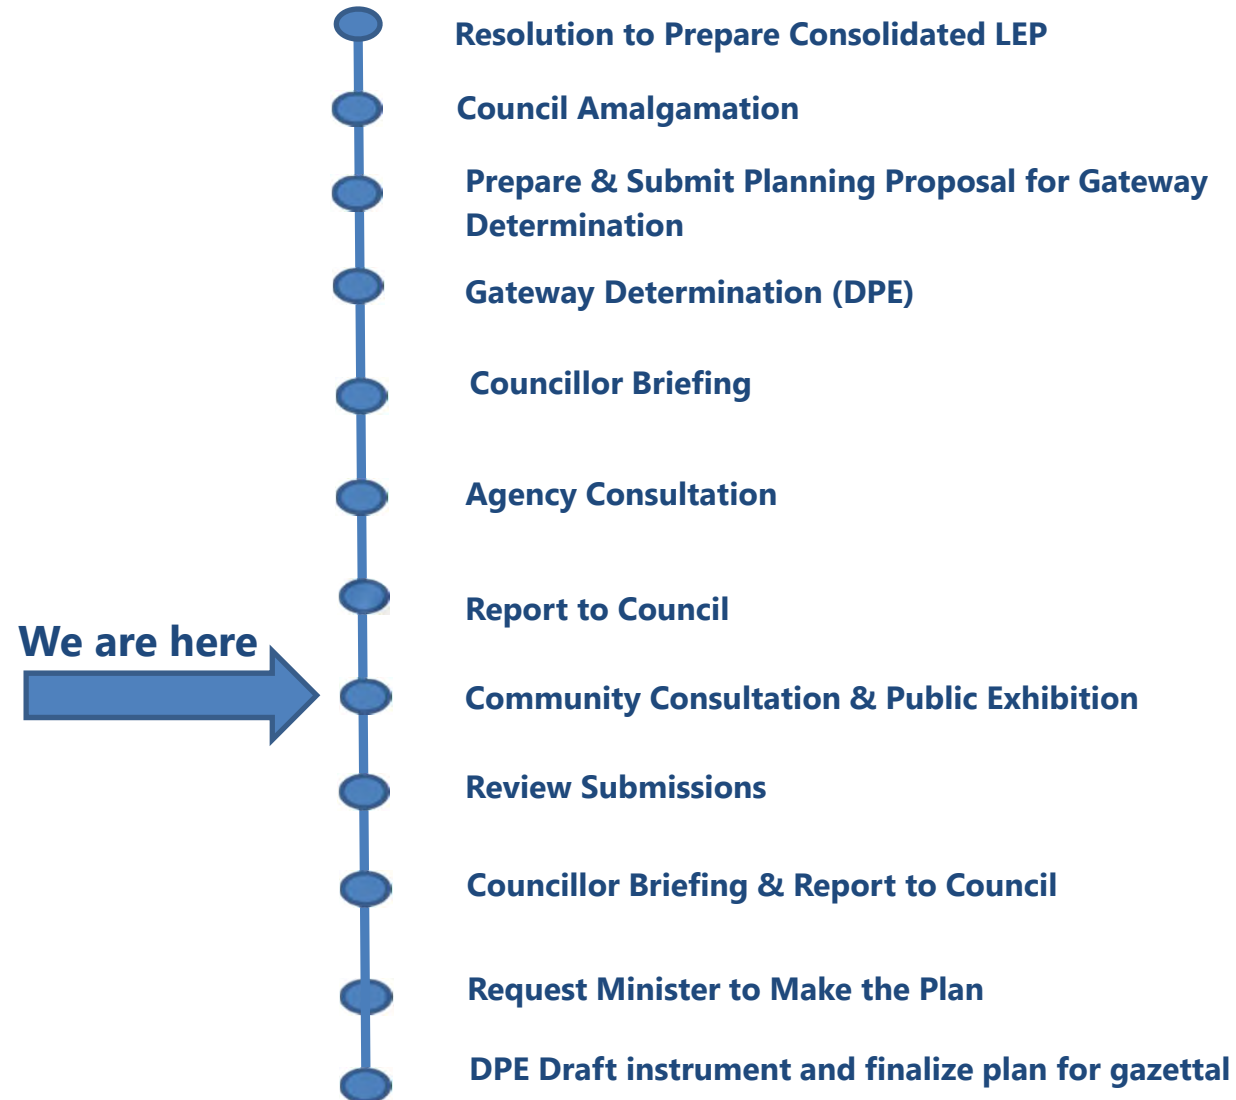 Resolution to Prepare Consolidated LEP
Council Amalgamation
Prepare & Submit Planning Proposal for Gateway
Determination
Gateway Determination (DPE)
Councillor Briefing
Agency Consultation
Report to Council
We are here
Community Consultation & Public Exhibition
Review Submissions
Councillor Briefing & Report to Council
Request Minister to Make the Plan
DPE Draft instrument and finalize plan for gazettal